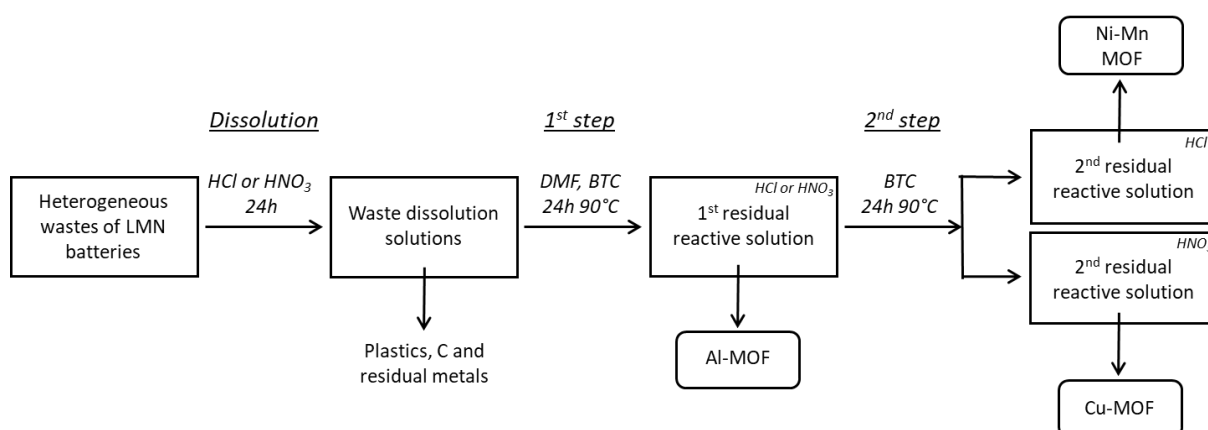 Ni-Mn
MOF
Dissolution
1st step
2nd step
HCl or HNO₃
24h
DMF, BTC
24h 90°C
BTC
24h 90°C
Heterogeneous
wastes of LMN
batteries
Waste dissolution
solutions
HCl or HNO₃
1st residual
reactive solution
HCl
2nd residual
reactive solution
HNO₃
2nd residual
reactive solution
Plastics, C and
residual metals
Al-MOF
Cu-MOF